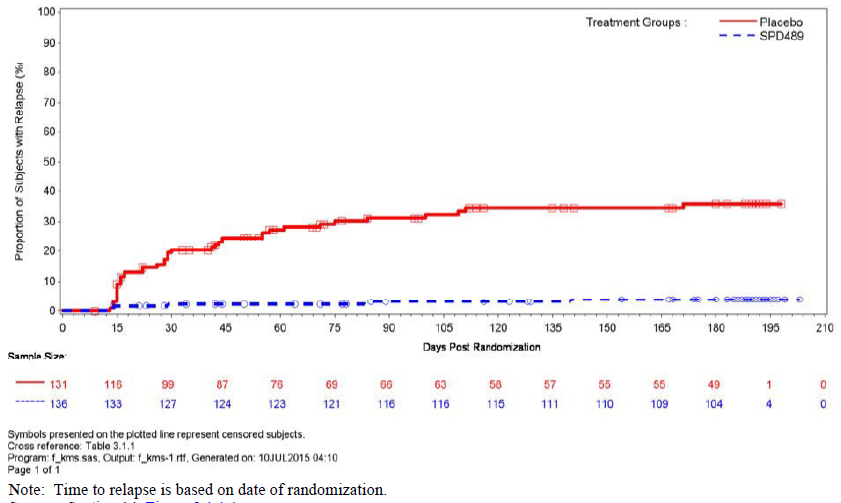 100
Treatment Groups :
Placebo
90
SPD489
80
70
60
50
40
30
20
10
0
Proportion of Subjects with Relapse (%
0 15 30 45 60 75 90 105 120 135 150 165 180 195 210
Days Post Randomization
Sample Size:
131 116 99 87 76 69 66 63 58 57 55 55 49 1 0
136 133 127 124 123 121 116 116 115 111 110 109 104 4 0
Symbols presented on the plotted line represent censored subjects.
Cross reference: Table 3.1.1
Program: f_kms.sas, Output: f_kms-1.rtf, Generated on: 10JUL2015 04:10
Page 1 of 1
Note: Time to relapse is based on date of randomization.